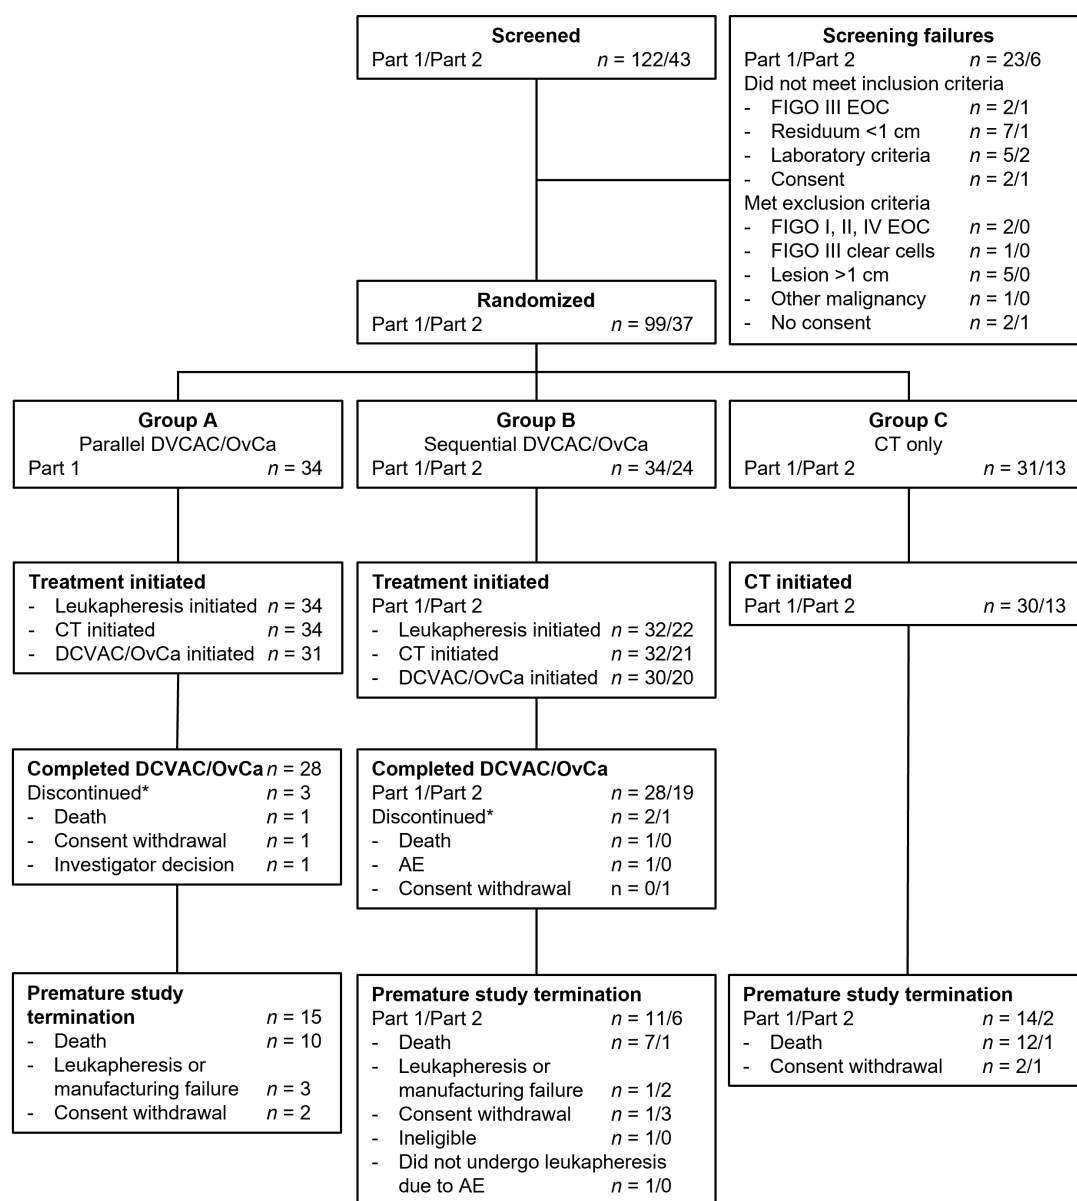 Screened
Part 1/Part 2 n = 122/43
Screening failures
Part 1/Part 2 n = 23/6
Did not meet inclusion criteria
- FIGO III EOC n = 2/1
- Residuum <1 cm n = 7/1
- Laboratory criteria n = 5/2
- Consent n = 2/1
Met exclusion criteria
- FIGO I, II, IV EOC n = 2/0
- FIGO III clear cells n = 1/0
- Lesion >1 cm n = 5/0
- Other malignancy n = 1/0
- No consent n = 2/1
Randomized
Part 1/Part 2 n = 99/37
Group A
Parallel DVCAC/OvCa
Part 1 n = 34
Group B
Sequential DVCAC/OvCa
Part 1/Part 2 n = 34/24
Group C
CT only
Part 1/Part 2 n = 31/13
Treatment initiated
- Leukapheresis initiated n = 34
- CT initiated n = 34
- DCVAC/OvCa initiated n = 31
Treatment initiated
Part 1/Part 2
- Leukapheresis initiated n = 32/22
- CT initiated n = 32/21
- DCVAC/OvCa initiated n = 30/20
CT initiated
Part 1/Part 2 n = 30/13
Completed DCVAC/OvCa n = 28
Discontinued* n = 3
- Death n = 1
- Consent withdrawal n = 1
- Investigator decision n = 1
Completed DCVAC/OvCa
Part 1/Part 2 n = 28/19
Discontinued* n = 2/1
- Death n = 1/0
- AE n = 1/0
- Consent withdrawal n = 0/1
Premature study
termination n = 15
- Death n = 10
- Leukapheresis or
manufacturing failure n = 3
- Consent withdrawal n = 2
Premature study termination
Part 1/Part 2 n = 11/6
- Death n = 7/1
- Leukapheresis or
manufacturing failure n = 1/2
- Consent withdrawal n = 1/3
- Ineligible n = 1/0
- Did not undergo leukapheresis
due to AE n = 1/0
Premature study termination
Part 1/Part 2 n = 14/2
- Death n = 12/1
- Consent withdrawal n = 2/1